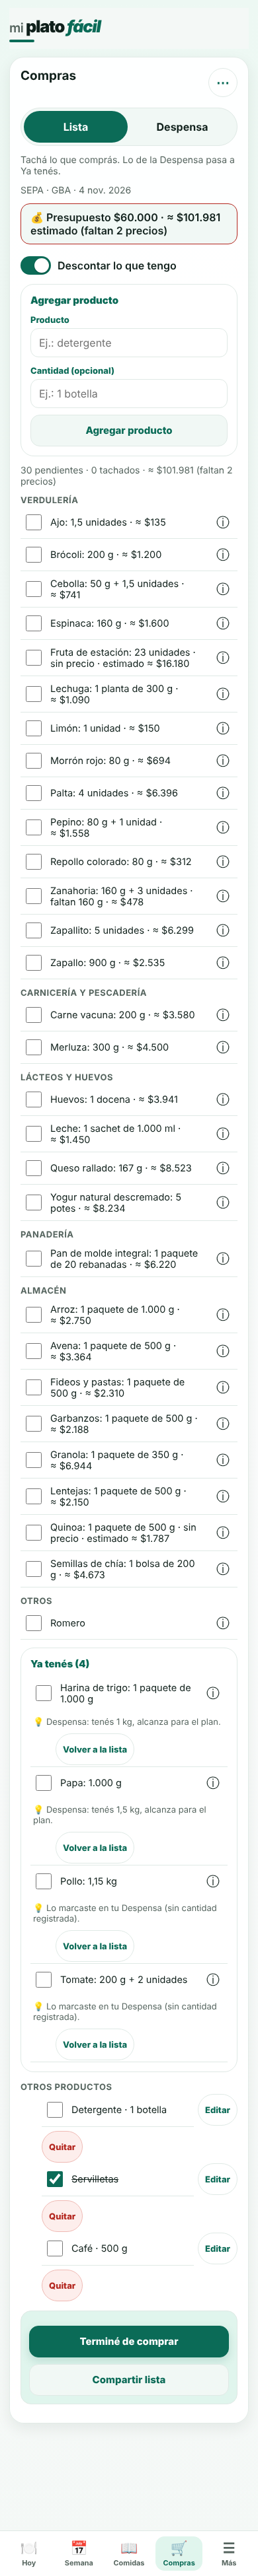 mi plato fácil
Compras
Lista
Despensa
Tachá lo que comprás. Lo de la Despensa pasa a
Ya tenés.
SEPA · GBA · 4 nov. 2026
💰 Presupuesto $60.000 · ≈ $101.981
estimado (faltan 2 precios)
Descontar lo que tengo
Agregar producto
Producto
Ej.: detergente
Cantidad (opcional)
Ej.: 1 botella
Agregar producto
30 pendientes · 0 tachados · ≈ $101.981 (faltan 2
precios)
VERDULERÍA
Ajo: 1,5 unidades · ≈ $135
Brócoli: 200 g · ≈ $1.200
Cebolla: 50 g + 1,5 unidades ·
≈ $741
Espinaca: 160 g · ≈ $1.600
Fruta de estación: 23 unidades ·
sin precio · estimado ≈ $16.180
Lechuga: 1 planta de 300 g ·
≈ $1.090
Limón: 1 unidad · ≈ $150
Morrón rojo: 80 g · ≈ $694
Palta: 4 unidades · ≈ $6.396
Pepino: 80 g + 1 unidad ·
≈ $1.558
Repollo colorado: 80 g · ≈ $312
Zanahoria: 160 g + 3 unidades ·
faltan 160 g · ≈ $478
Zapallito: 5 unidades · ≈ $6.299
Zapallo: 900 g · ≈ $2.535
CARNICERÍA Y PESCADERÍA
Carne vacuna: 200 g · ≈ $3.580
Merluza: 300 g · ≈ $4.500
LÁCTEOS Y HUEVOS
Huevos: 1 docena · ≈ $3.941
Leche: 1 sachet de 1.000 ml ·
≈ $1.450
Queso rallado: 167 g · ≈ $8.523
Yogur natural descremado: 5
potes · ≈ $8.234
PANADERÍA
Pan de molde integral: 1 paquete
de 20 rebanadas · ≈ $6.220
ALMACÉN
Arroz: 1 paquete de 1.000 g ·
≈ $2.750
Avena: 1 paquete de 500 g ·
≈ $3.364
Fideos y pastas: 1 paquete de
500 g · ≈ $2.310
Garbanzos: 1 paquete de 500 g ·
≈ $2.188
Granola: 1 paquete de 350 g ·
≈ $6.944
Lentejas: 1 paquete de 500 g ·
≈ $2.150
Quinoa: 1 paquete de 500 g · sin
precio · estimado ≈ $1.787
Semillas de chía: 1 bolsa de 200
g · ≈ $4.673
OTROS
Romero
Ya tenés (4)
Harina de trigo: 1 paquete de
1.000 g
💡 Despensa: tenés 1 kg, alcanza para el plan.
Volver a la lista
Papa: 1.000 g
💡 Despensa: tenés 1,5 kg, alcanza para el
plan.
Volver a la lista
Pollo: 1,15 kg
💡 Lo marcaste en tu Despensa (sin cantidad
registrada).
Volver a la lista
Tomate: 200 g + 2 unidades
💡 Lo marcaste en tu Despensa (sin cantidad
registrada).
Volver a la lista
OTROS PRODUCTOS
Detergente · 1 botella
Editar
Quitar
Servilletas
Editar
Quitar
Café · 500 g
Editar
Quitar
Terminé de comprar
Compartir lista
Hoy
Semana
Comidas
Compras
Más